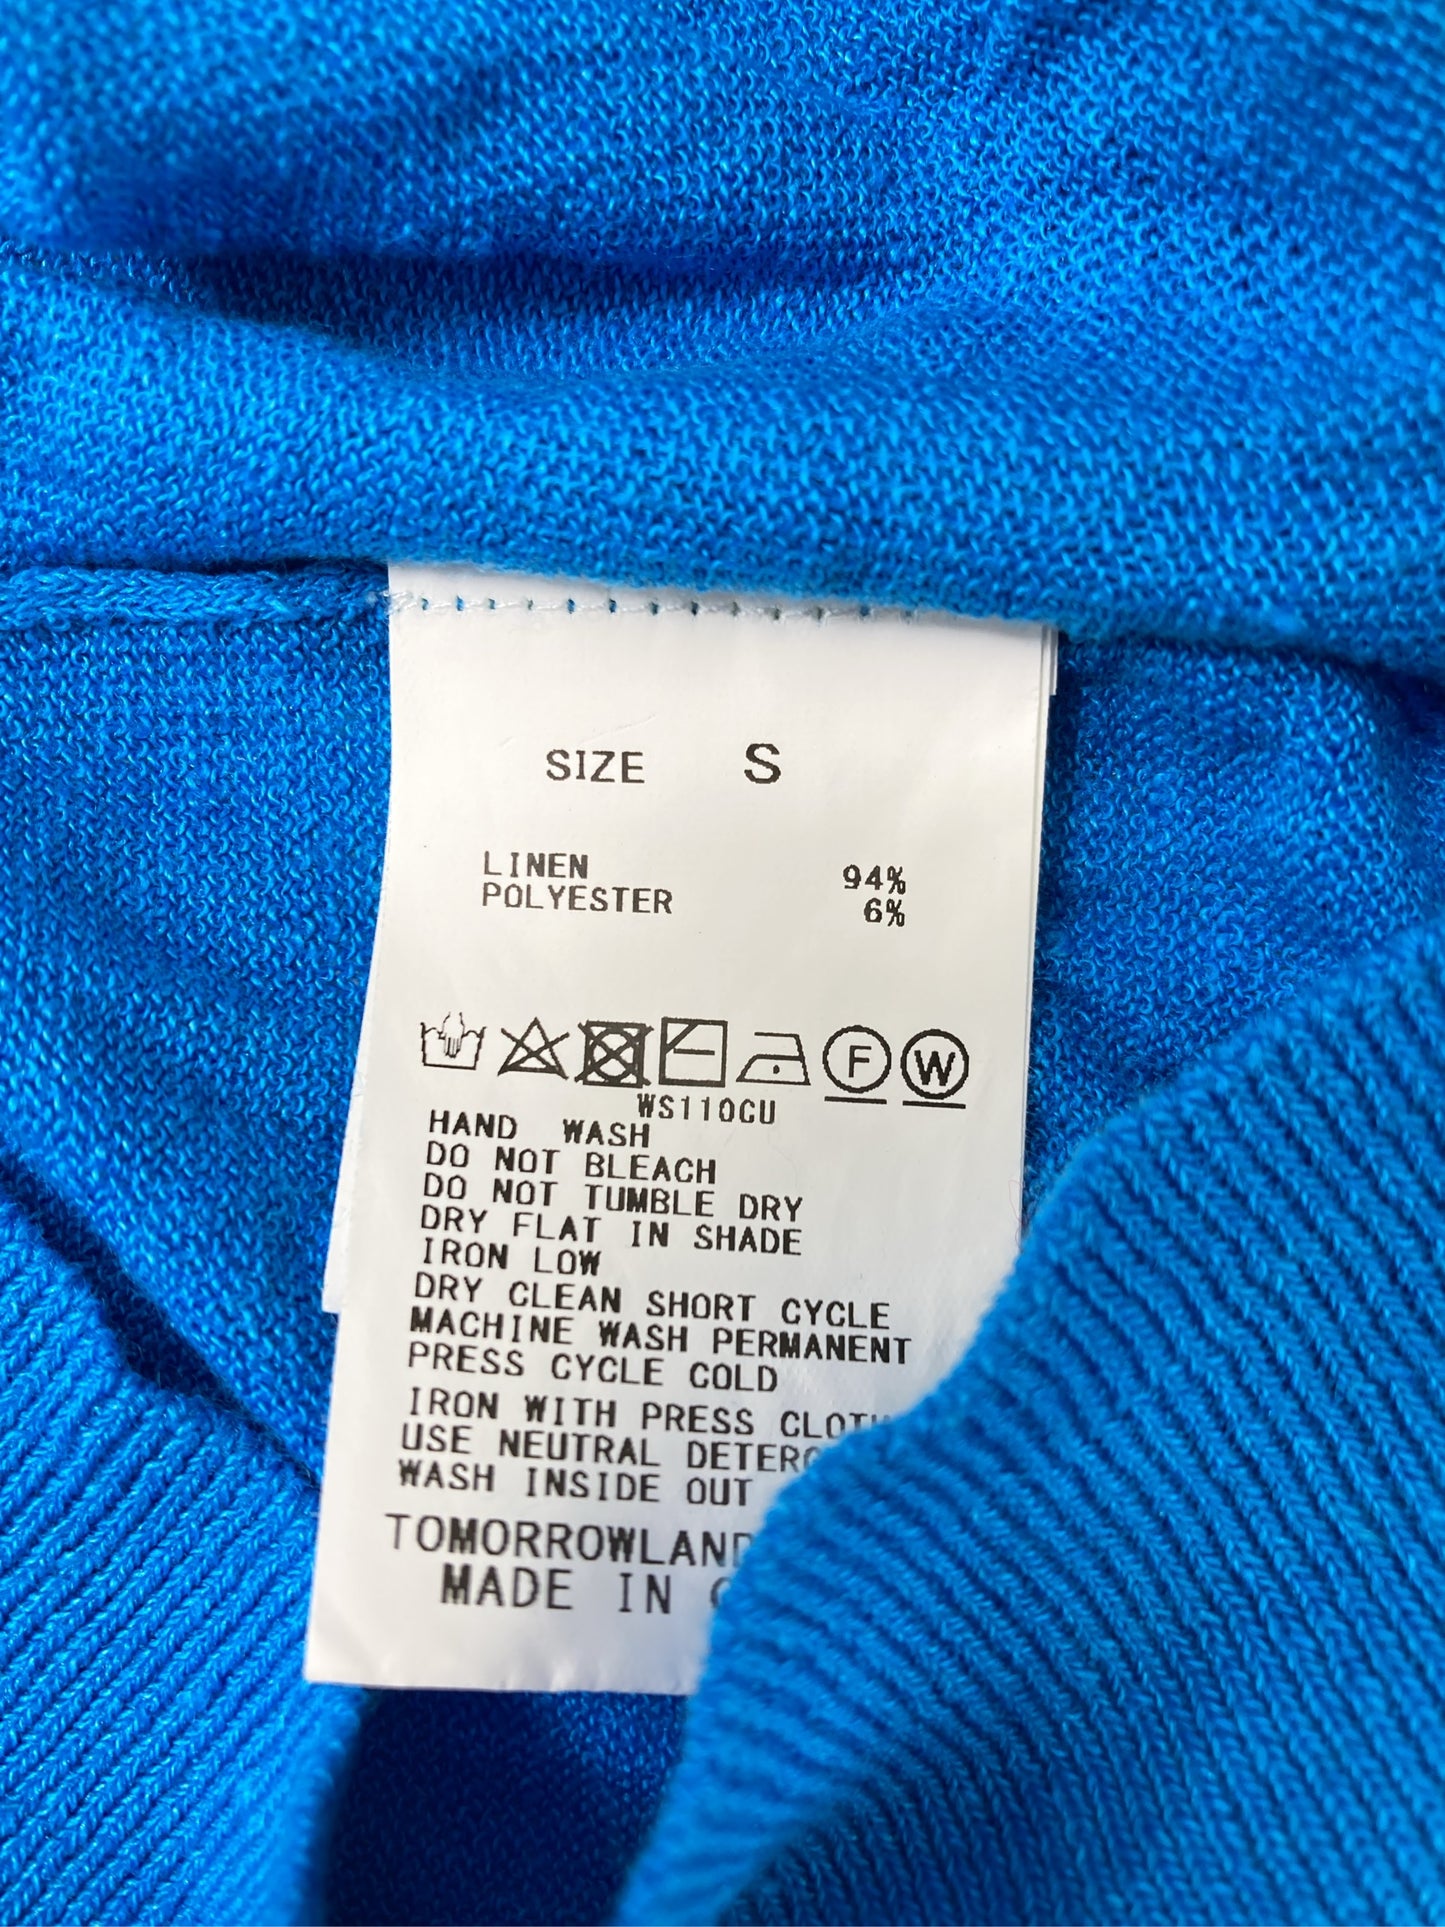 SIZE S
LINEN 94%
POLYESTER 6%
F W
WS110CU
HAND WASH
DO NOT BLEACH
DO NOT TUMBLE DRY
DRY FLAT IN SHADE
IRON LOW
DRY CLEAN SHORT CYCLE
MACHINE WASH PERMANENT
PRESS CYCLE COLD
IRON WITH PRESS CLOTH
USE NEUTRAL
WASH INSIDE OUT
TOMORROWLAND
MADE IN